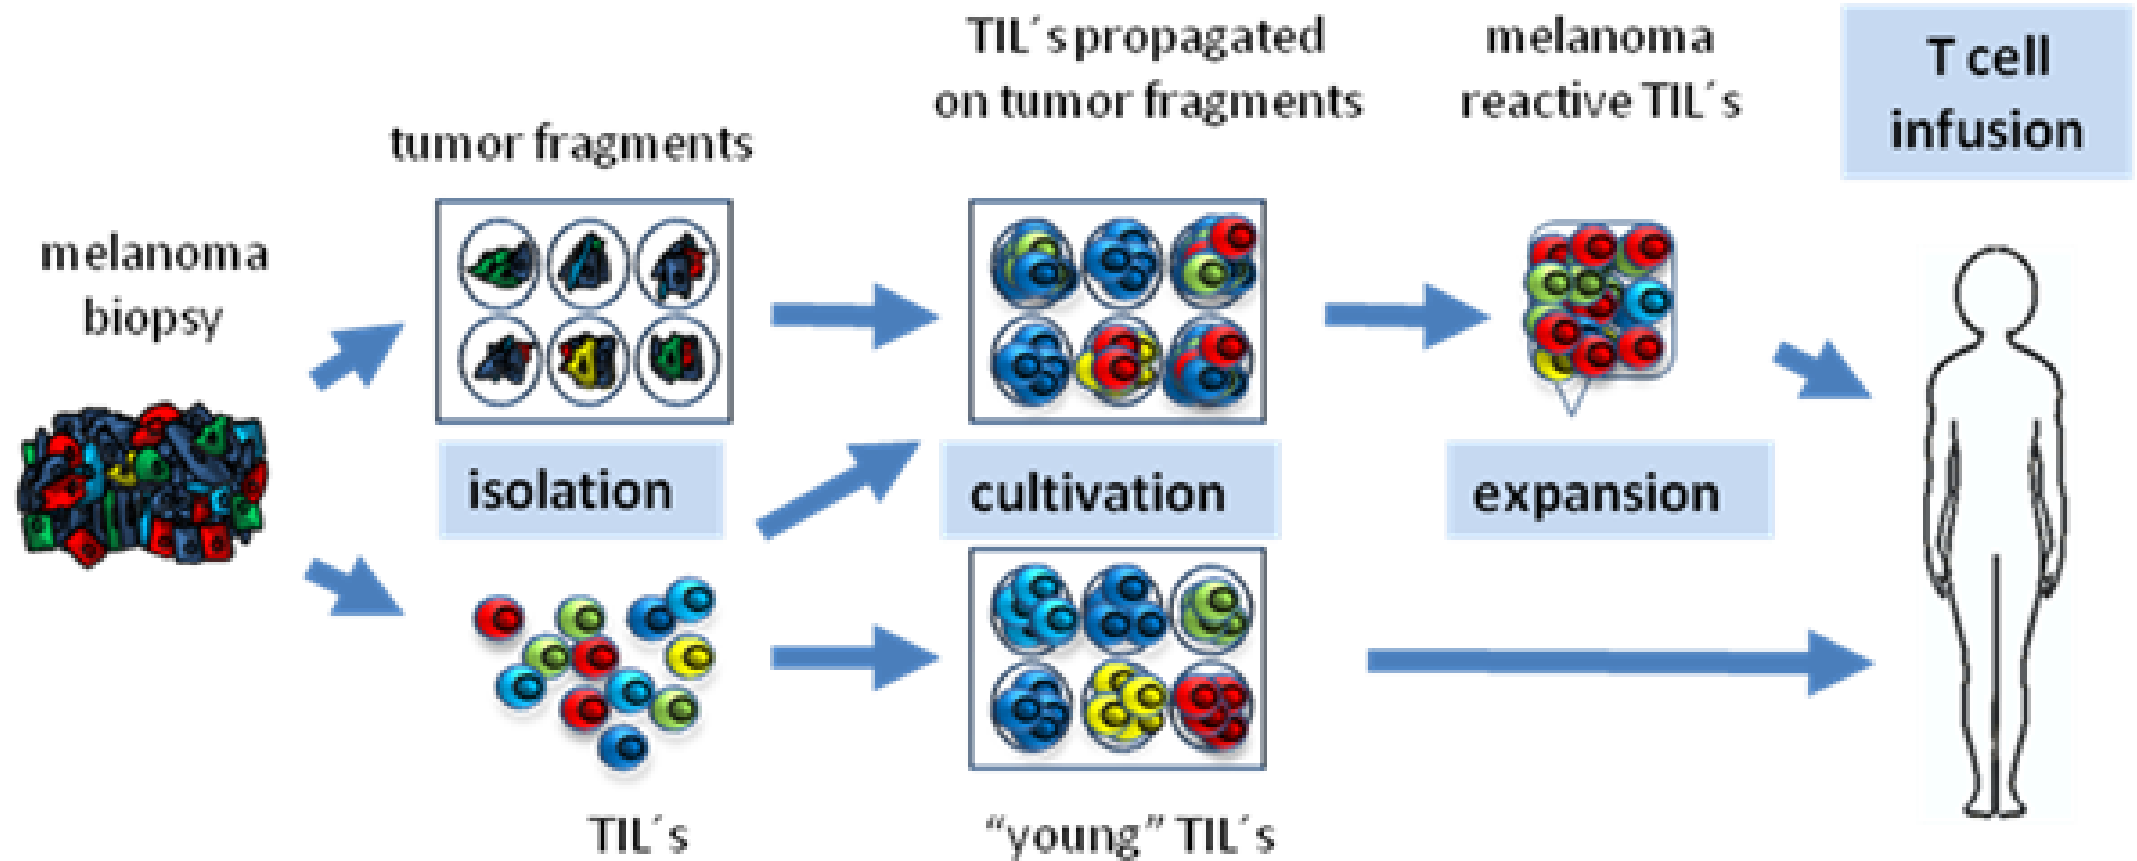 melanoma
biopsy
tumor fragments
isolation
TIL´s
TIL´s propagated
on tumor fragments
cultivation
“young” TIL´s
melanoma
reactive TIL´s
expansion
T cell
infusion